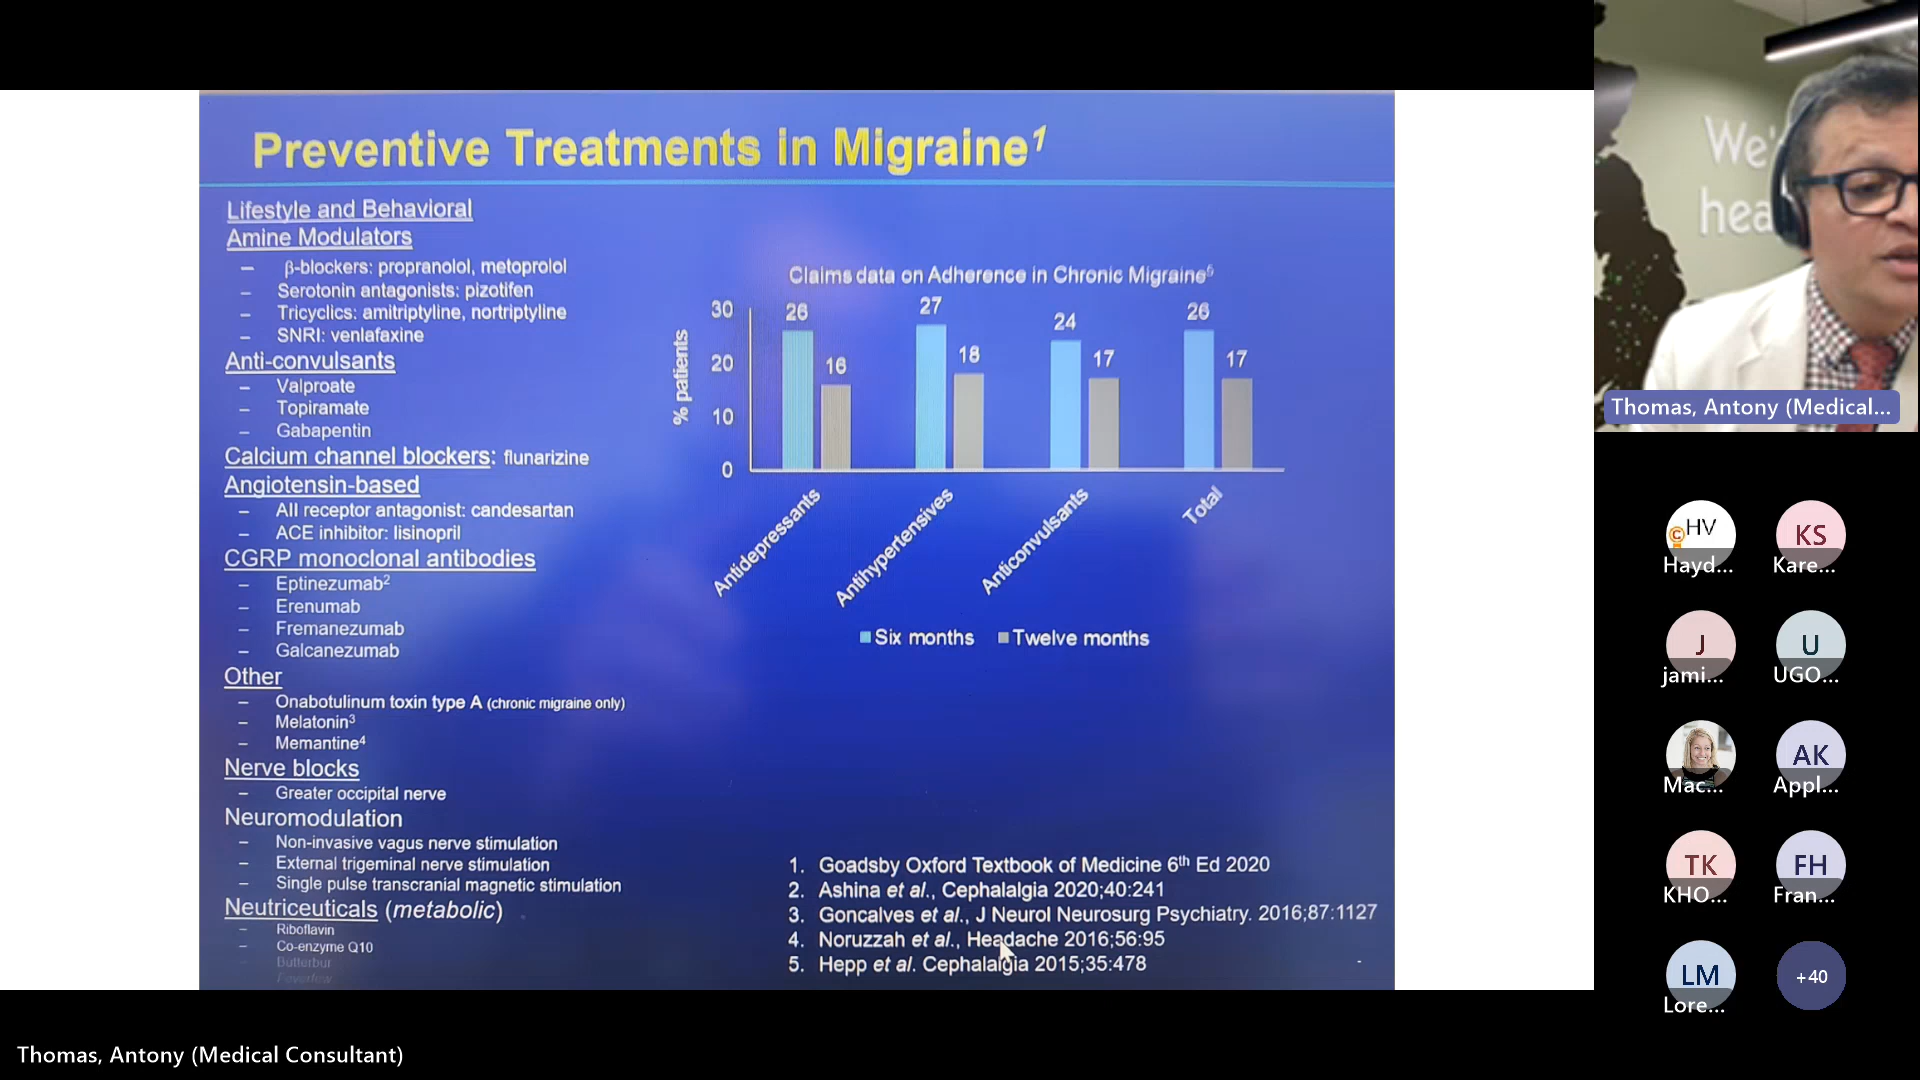 Preventive Treatments in Migraine1
Lifestyle and Behavioral
Amine Modulators
– β-blockers: propranolol, metoprolol
– Serotonin antagonists: pizotifen
– Tricyclics: amitriptyline, nortriptyline
– SNRI: venlafaxine
Anti-convulsants
– Valproate
– Topiramate
– Gabapentin
Calcium channel blockers: flunarizine
Angiotensin-based
– AII receptor antagonist: candesartan
– ACE inhibitor: lisinopril
CGRP monoclonal antibodies
– Eptinezumab2
– Erenumab
– Fremanezumab
– Galcanezumab
Other
– Onabotulinum toxin type A (chronic migraine only)
– Melatonin3
– Memantine4
Nerve blocks
– Greater occipital nerve
Neuromodulation
– Non-invasive vagus nerve stimulation
– External trigeminal nerve stimulation
– Single pulse transcranial magnetic stimulation
Neutriceuticals (metabolic)
– Riboflavin
– Co-enzyme Q10
– Butterbur
– Feverfew
Claims data on Adherence in Chronic Migraine5
% patients
30
20
10
0
26
16
27
18
24
17
26
17
Antidepressants
Antihypertensives
Anticonvulsants
Total
Six months
Twelve months
1. Goadsby Oxford Textbook of Medicine 6th Ed 2020
2. Ashina et al., Cephalalgia 2020;40:241
3. Goncalves et al., J Neurol Neurosurg Psychiatry. 2016;87:1127
4. Noruzzah et al., Headache 2016;56:95
5. Hepp et al. Cephalalgia 2015;35:478
We'
hea
Thomas, Antony (Medical...
HV
Hayd...
KS
Kare...
J
jami...
U
UGO...
Mac...
AK
Appl...
TK
KHO...
FH
Fran...
LM
Lore...
+40
Thomas, Antony (Medical Consultant)